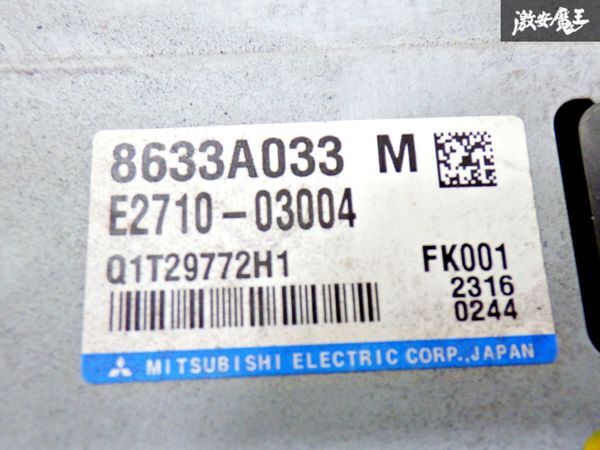 激安魔王
8633A033 M
E2710-03004
Q1T29772H1 FK001
2316
0244
MITSUBISHI ELECTRIC CORP.,JAPAN